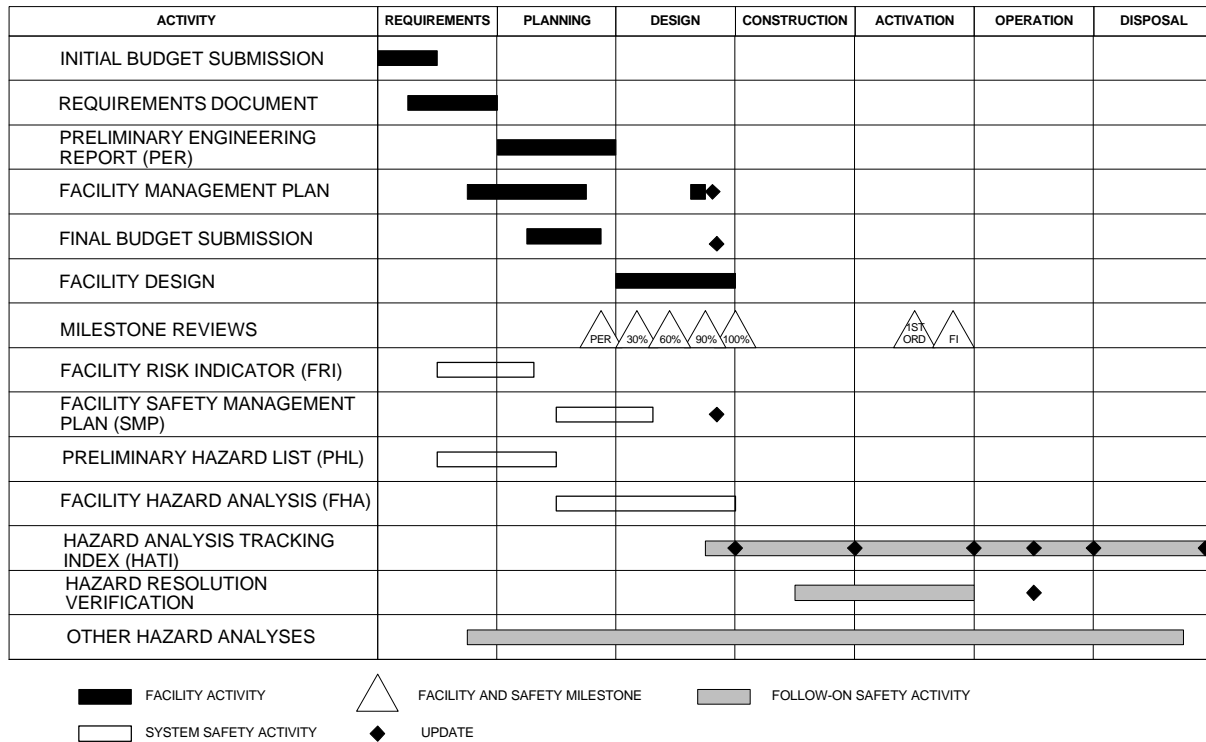 ACTIVITY REQUIREMENTS PLANNING DESIGN CONSTRUCTION ACTIVATION OPERATION DISPOSAL
INITIAL BUDGET SUBMISSION
REQUIREMENTS DOCUMENT
PRELIMINARY ENGINEERING
REPORT (PER)
FACILITY MANAGEMENT PLAN
FINAL BUDGET SUBMISSION
FACILITY DESIGN
MILESTONE REVIEWS
PER 30% 60% 90% 100% 1ST
ORD FI
FACILITY RISK INDICATOR (FRI)
FACILITY SAFETY MANAGEMENT
PLAN (SMP)
PRELIMINARY HAZARD LIST (PHL)
FACILITY HAZARD ANALYSIS (FHA)
HAZARD ANALYSIS TRACKING
INDEX (HATI)
HAZARD RESOLUTION
VERIFICATION
OTHER HAZARD ANALYSES
FACILITY ACTIVITY FACILITY AND SAFETY MILESTONE FOLLOW-ON SAFETY ACTIVITY
SYSTEM SAFETY ACTIVITY UPDATE